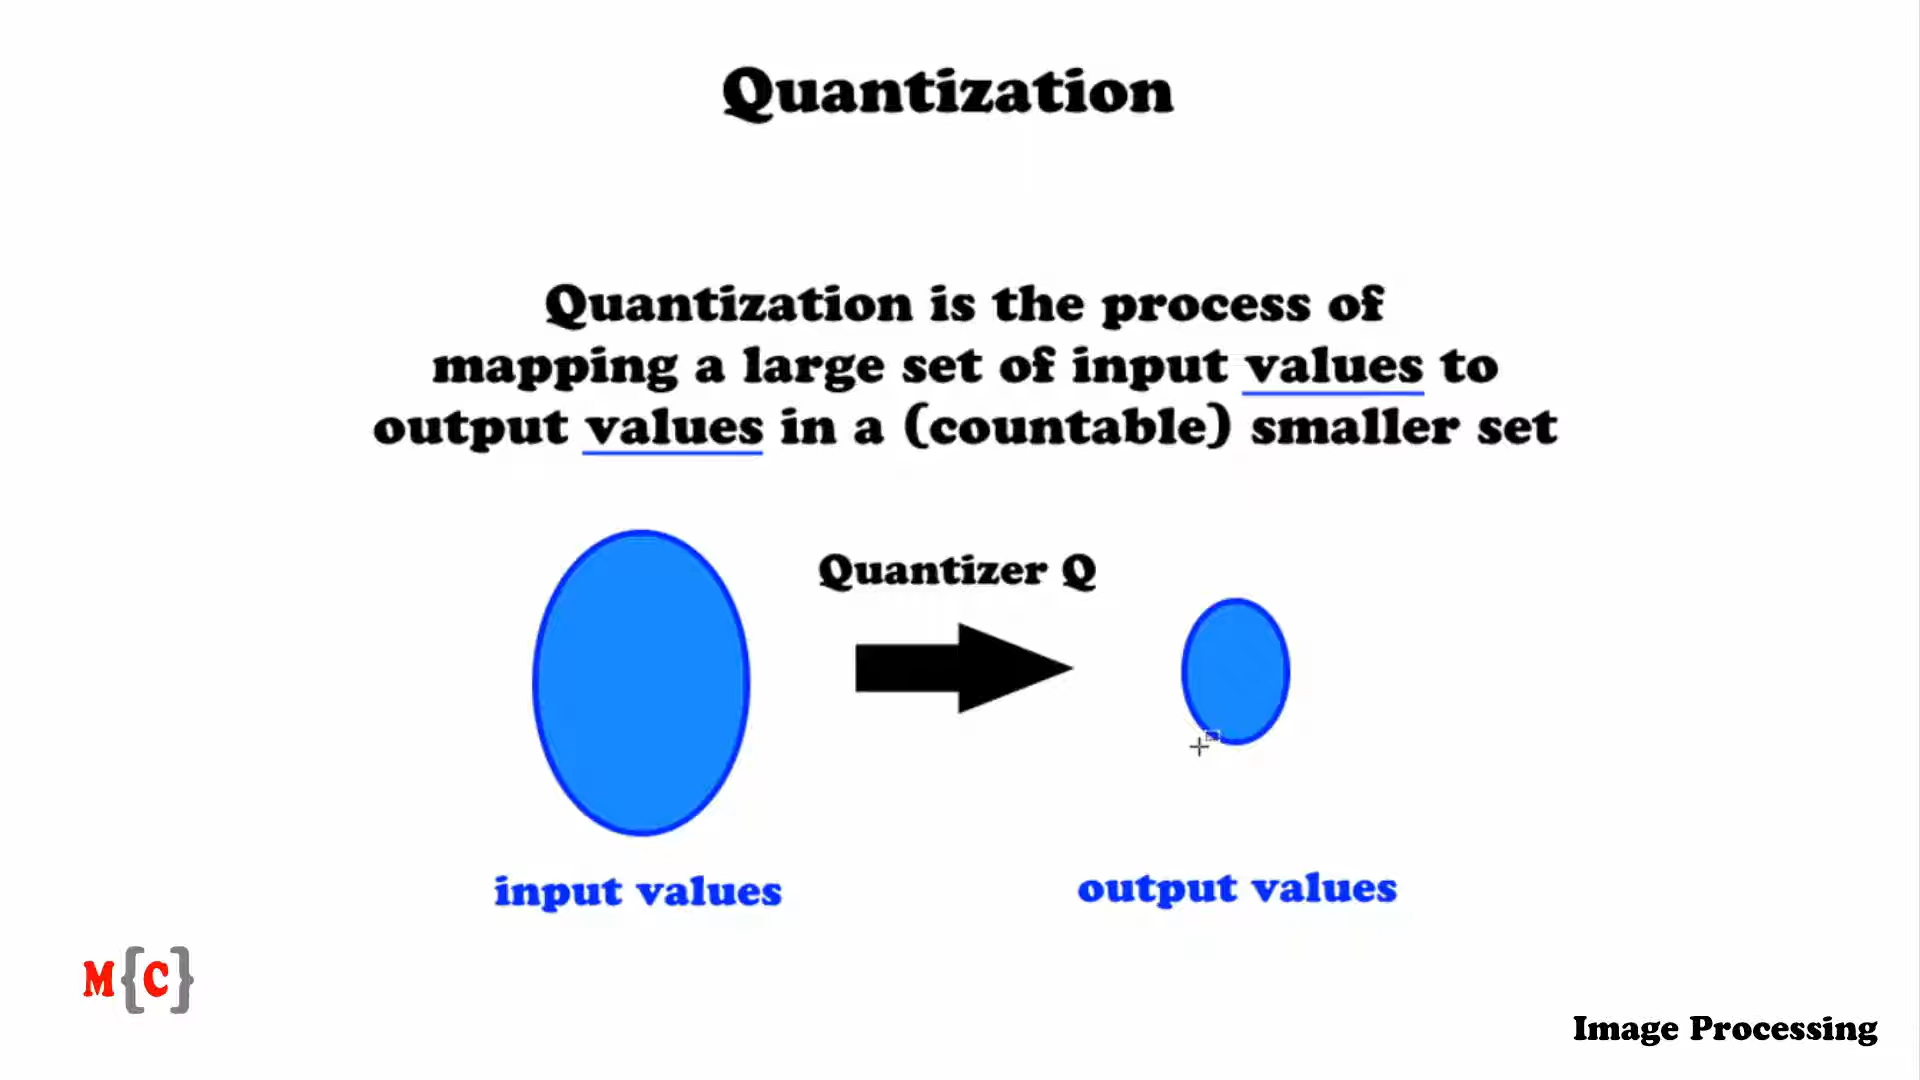 Quantization
Quantization is the process of
mapping a large set of input values to
output values in a (countable) smaller set
Quantizer Q
input values
output values
M{C}
Image Processing